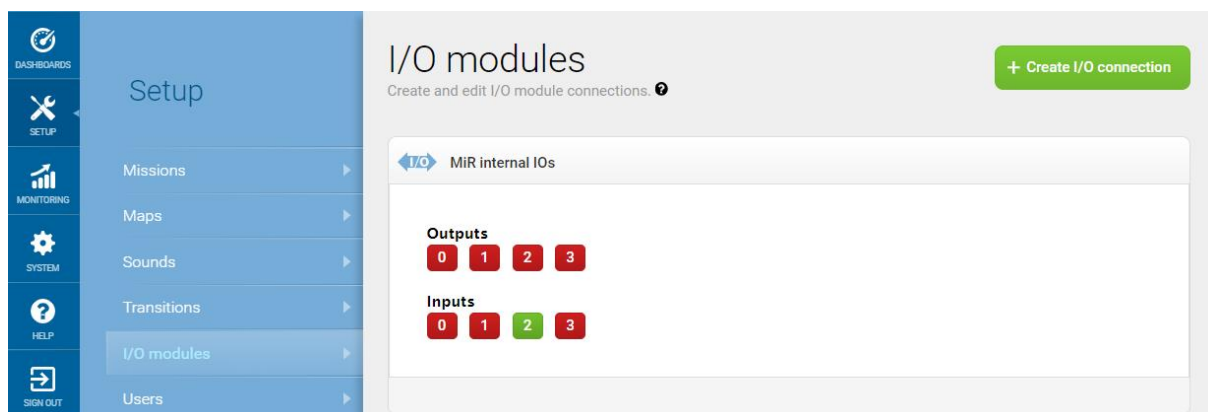 DASHBOARDS
SETUP
MONITORING
SYSTEM
HELP
SIGN OUT
Setup
Missions
Maps
Sounds
Transitions
I/O modules
Users
I/O modules
Create and edit I/O module connections. ?
+ Create I/O connection
I/O MiR internal IOs
Outputs
0 1 2 3
Inputs
0 1 2 3